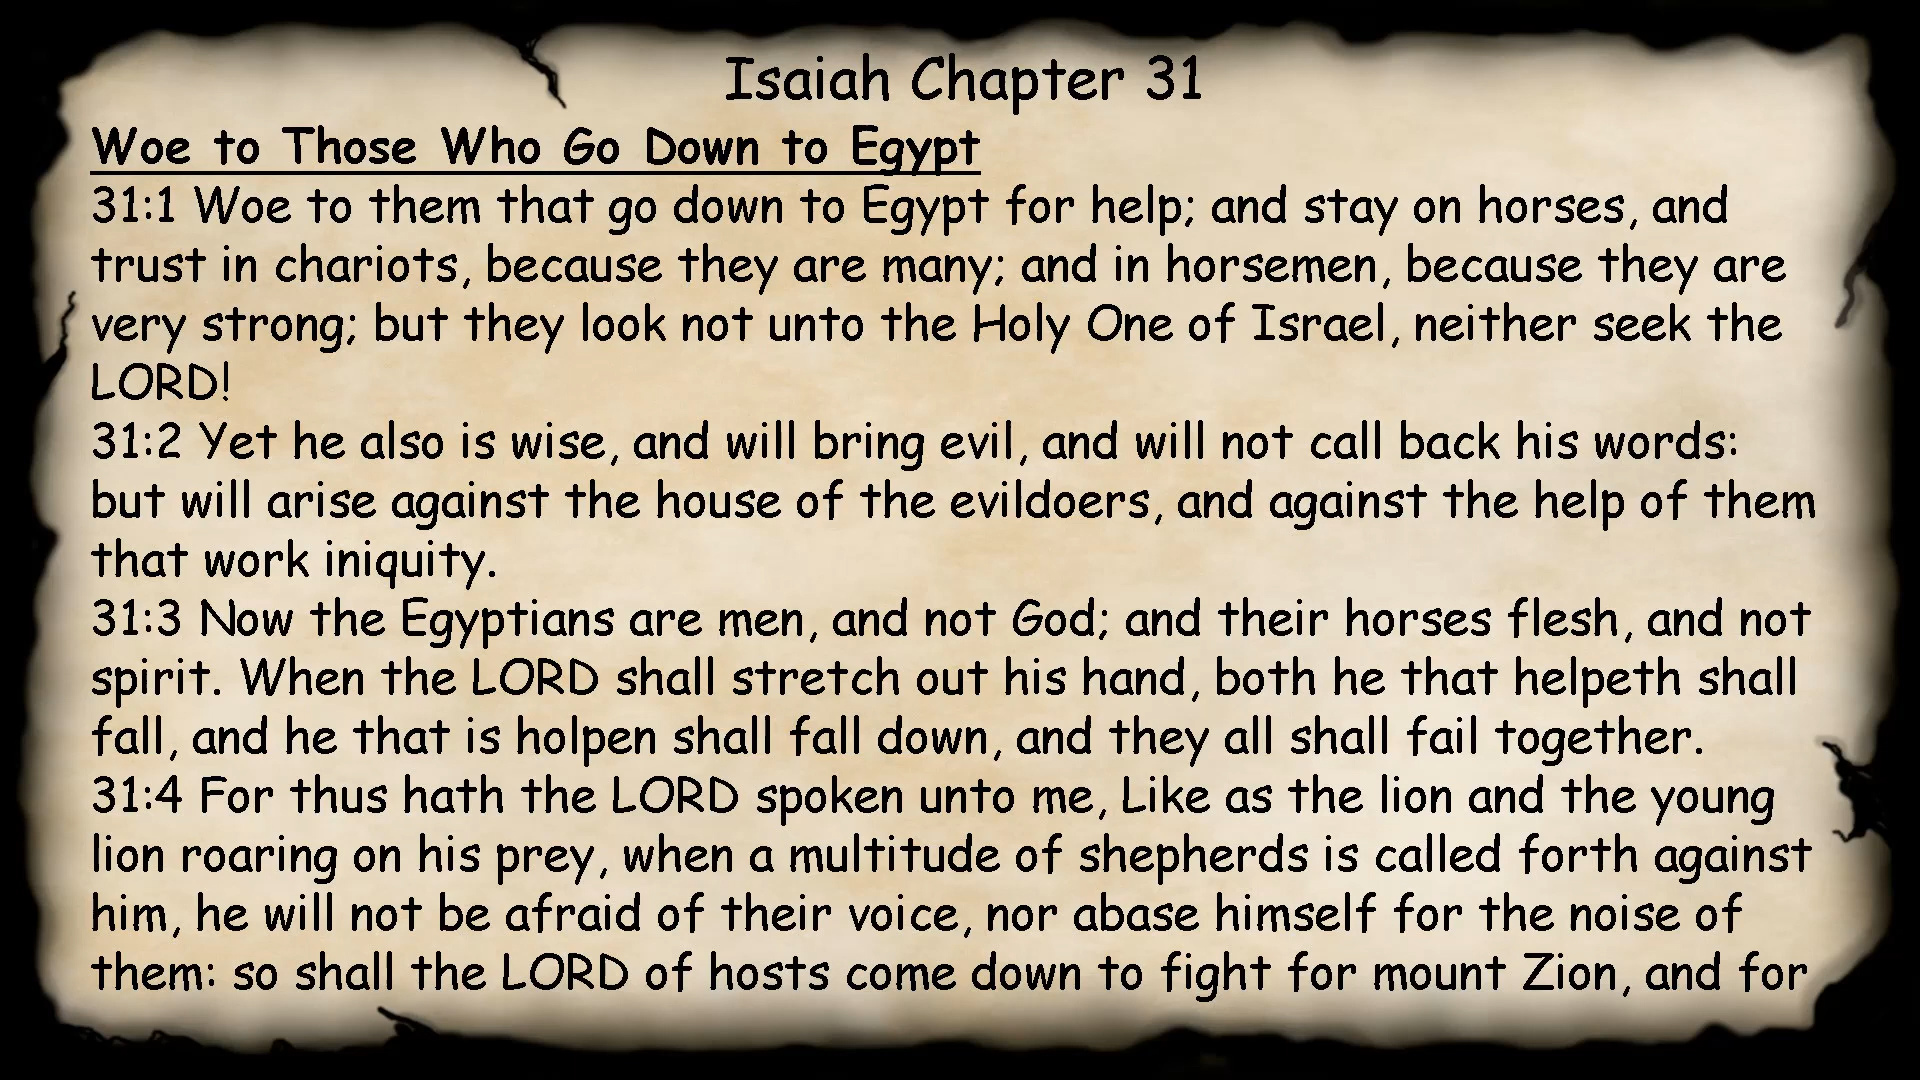 Isaiah Chapter 31
Woe to Those Who Go Down to Egypt
31:1 Woe to them that go down to Egypt for help; and stay on horses, and
trust in chariots, because they are many; and in horsemen, because they are
very strong; but they look not unto the Holy One of Israel, neither seek the
LORD!
31:2 Yet he also is wise, and will bring evil, and will not call back his words:
but will arise against the house of the evildoers, and against the help of them
that work iniquity.
31:3 Now the Egyptians are men, and not God; and their horses flesh, and not
spirit. When the LORD shall stretch out his hand, both he that helpeth shall
fall, and he that is holpen shall fall down, and they all shall fail together.
31:4 For thus hath the LORD spoken unto me, Like as the lion and the young
lion roaring on his prey, when a multitude of shepherds is called forth against
him, he will not be afraid of their voice, nor abase himself for the noise of
them: so shall the LORD of hosts come down to fight for mount Zion, and for